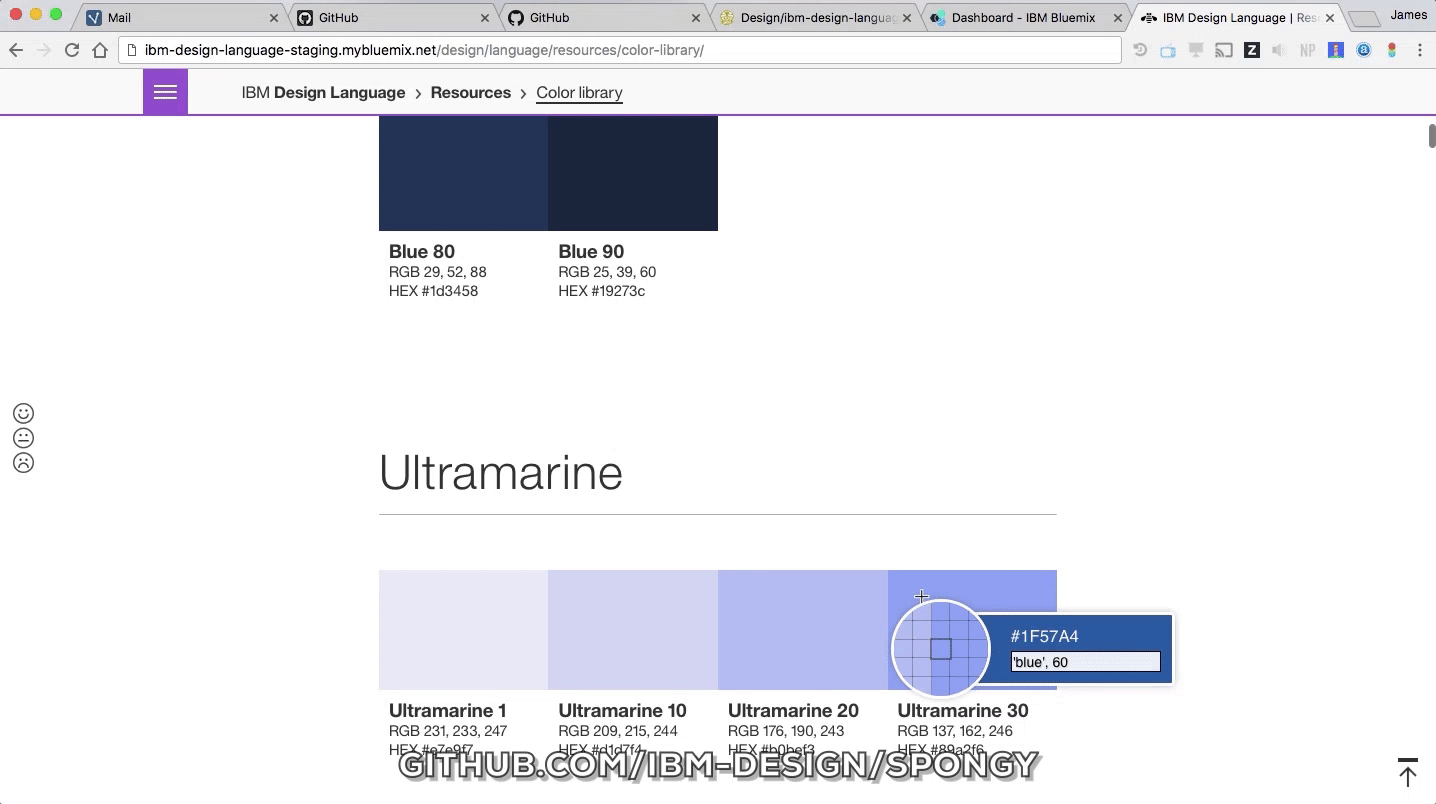 Mail
GitHub
GitHub
Design/ibm-design-languag
Dashboard - IBM Bluemix
IBM Design Language | Res
James
ibm-design-language-staging.mybluemix.net/design/language/resources/color-library/
Z
NP
a
IBM Design Language > Resources > Color library
Blue 80
RGB 29, 52, 88
HEX #1d3458
Blue 90
RGB 25, 39, 60
HEX #19273c
Ultramarine
#1F57A4
'blue', 60
Ultramarine 1
RGB 231, 233, 247
HEX #e7e9f7
Ultramarine 10
RGB 209, 215, 244
HEX #d1d7f4
Ultramarine 20
RGB 176, 190, 243
HEX #b0bef3
Ultramarine 30
RGB 137, 162, 246
HEX #89a2f6
GITHUB.COM/IBM-DESIGN/SPONGY